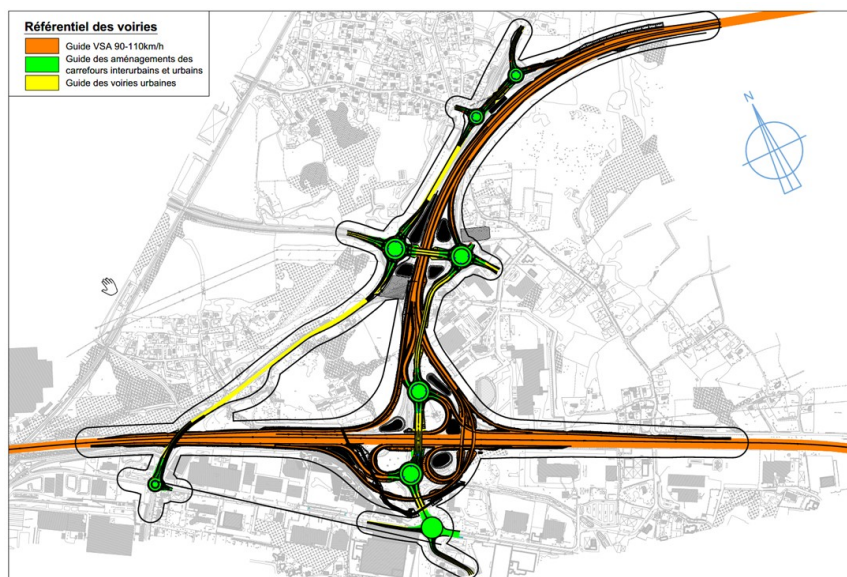 Référentiel des voiries
Guide VSA 90-110km/h
Guide des aménagements des
carrefours interurbains et urbains
Guide des voiries urbaines
N